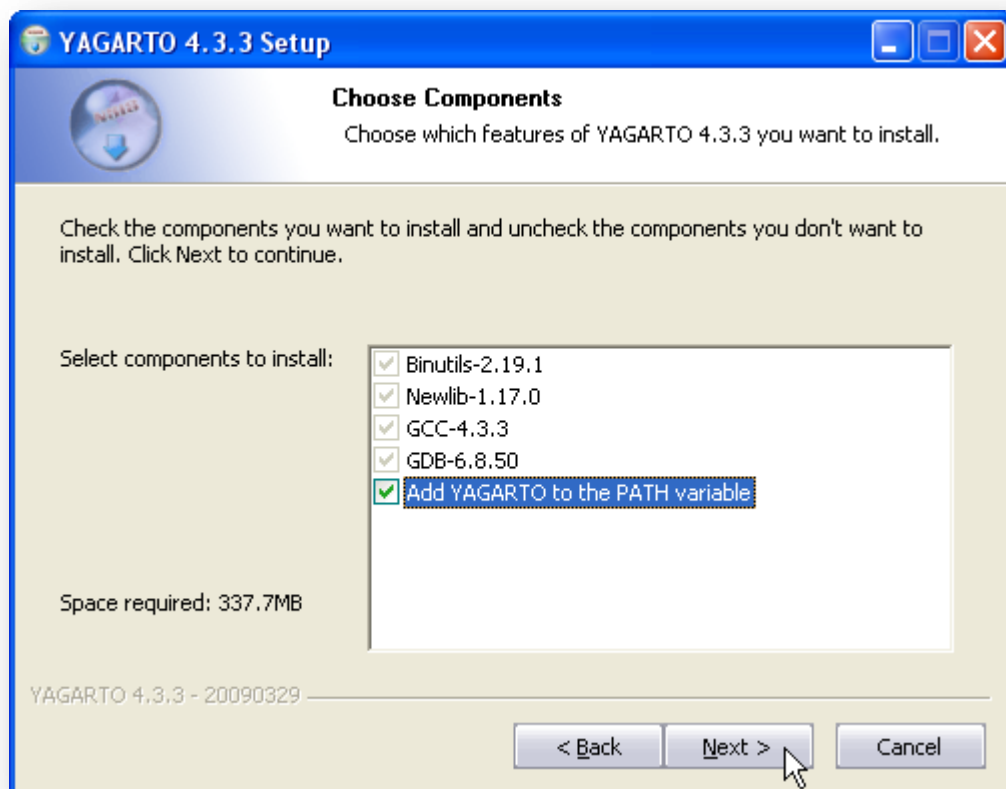 YAGARTO 4.3.3 Setup
Choose Components
Choose which features of YAGARTO 4.3.3 you want to install.
Check the components you want to install and uncheck the components you don't want to
install. Click Next to continue.
Select components to install:
Binutils-2.19.1
Newlib-1.17.0
GCC-4.3.3
GDB-6.8.50
Add YAGARTO to the PATH variable
Space required: 337.7MB
YAGARTO 4.3.3 - 20090329
< Back
Next >
Cancel